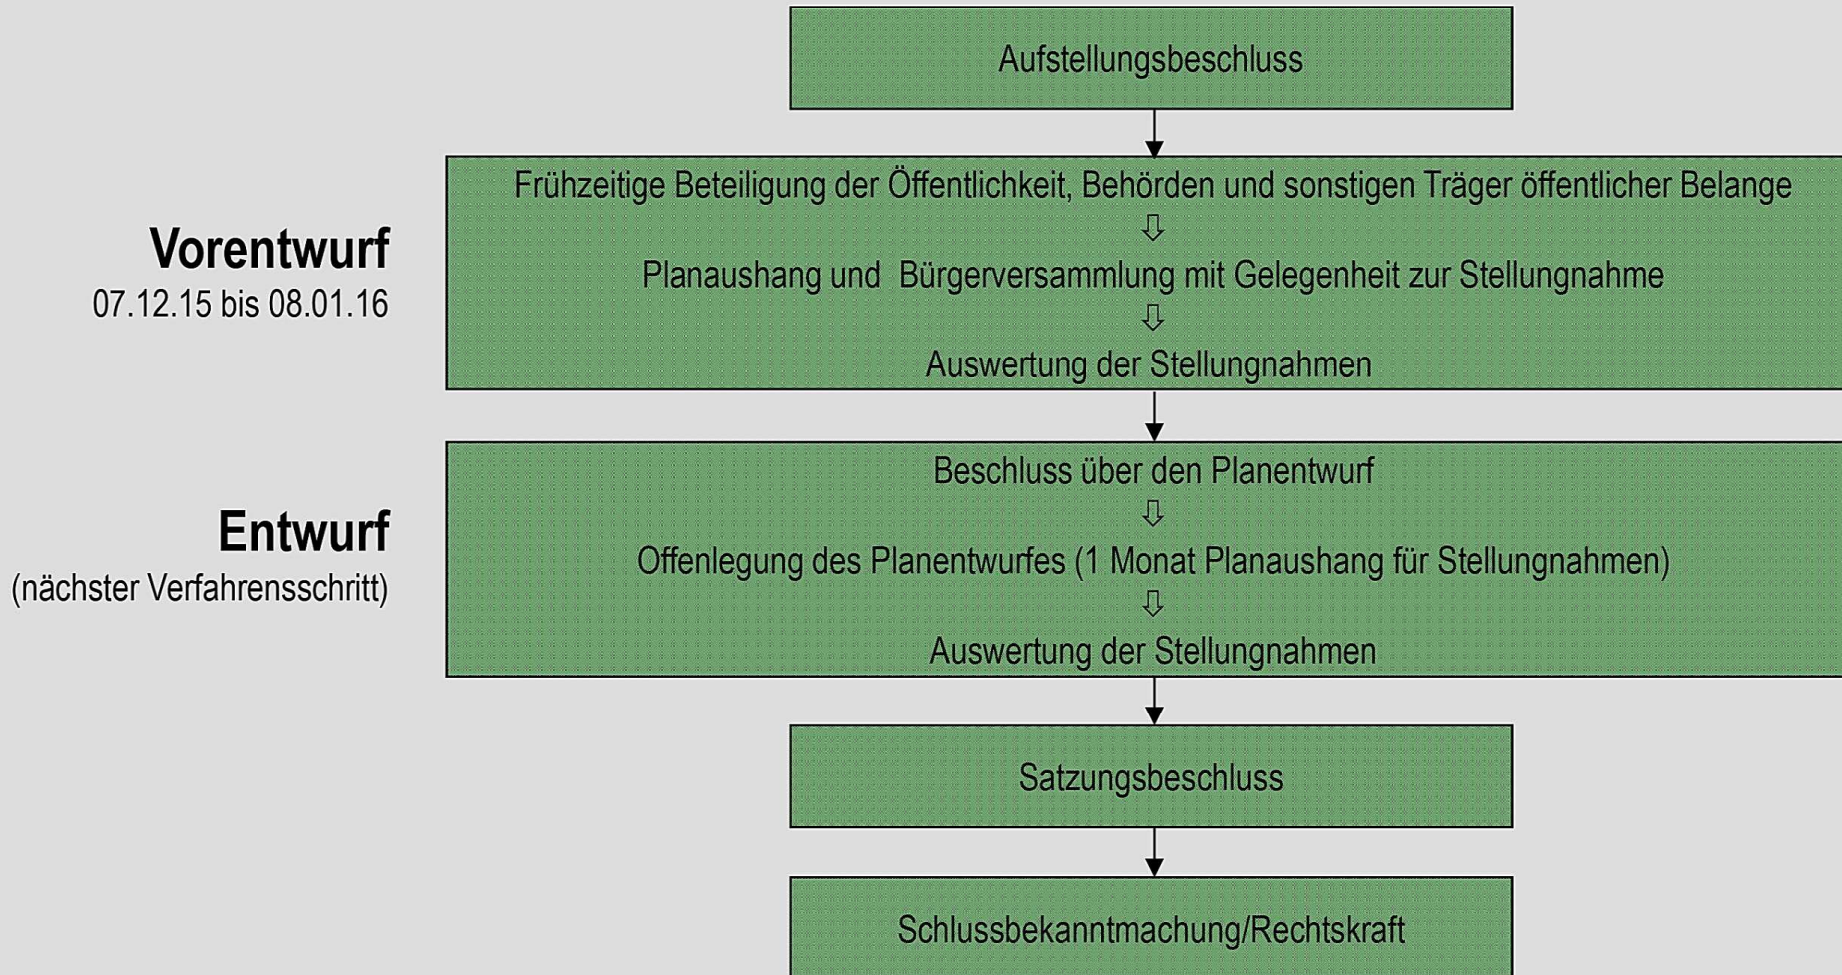 Aufstellungsbeschluss
Vorentwurf
07.12.15 bis 08.01.16
Frühzeitige Beteiligung der Öffentlichkeit, Behörden und sonstigen Träger öffentlicher Belange
⇩
Planaushang und Bürgerversammlung mit Gelegenheit zur Stellungnahme
⇩
Auswertung der Stellungnahmen
Entwurf
(nächster Verfahrensschritt)
Beschluss über den Planentwurf
⇩
Offenlegung des Planentwurfes (1 Monat Planaushang für Stellungnahmen)
⇩
Auswertung der Stellungnahmen
Satzungsbeschluss
Schlussbekanntmachung/Rechtskraft